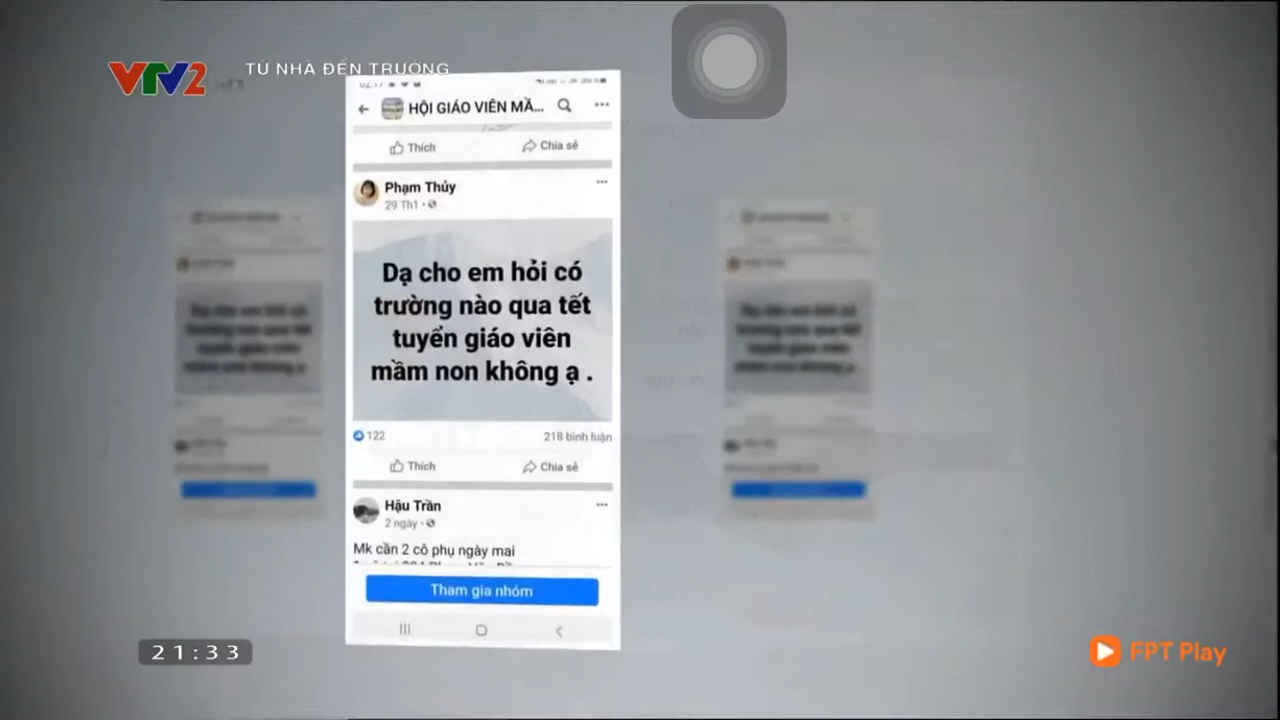 VTV2
TỪ NHÀ ĐẾN TRƯỜNG
HỘI GIÁO VIÊN MẦ...
Thích
Chia sẻ
Phạm Thủy
29 Th1
Dạ cho em hỏi có
trường nào qua tết
tuyển giáo viên
mầm non không ạ .
122
218 bình luận
Thích
Chia sẻ
Hậu Trần
2 ngày
Mk cần 2 cô phụ ngày mai
Tham gia nhóm
21:33
FPT Play